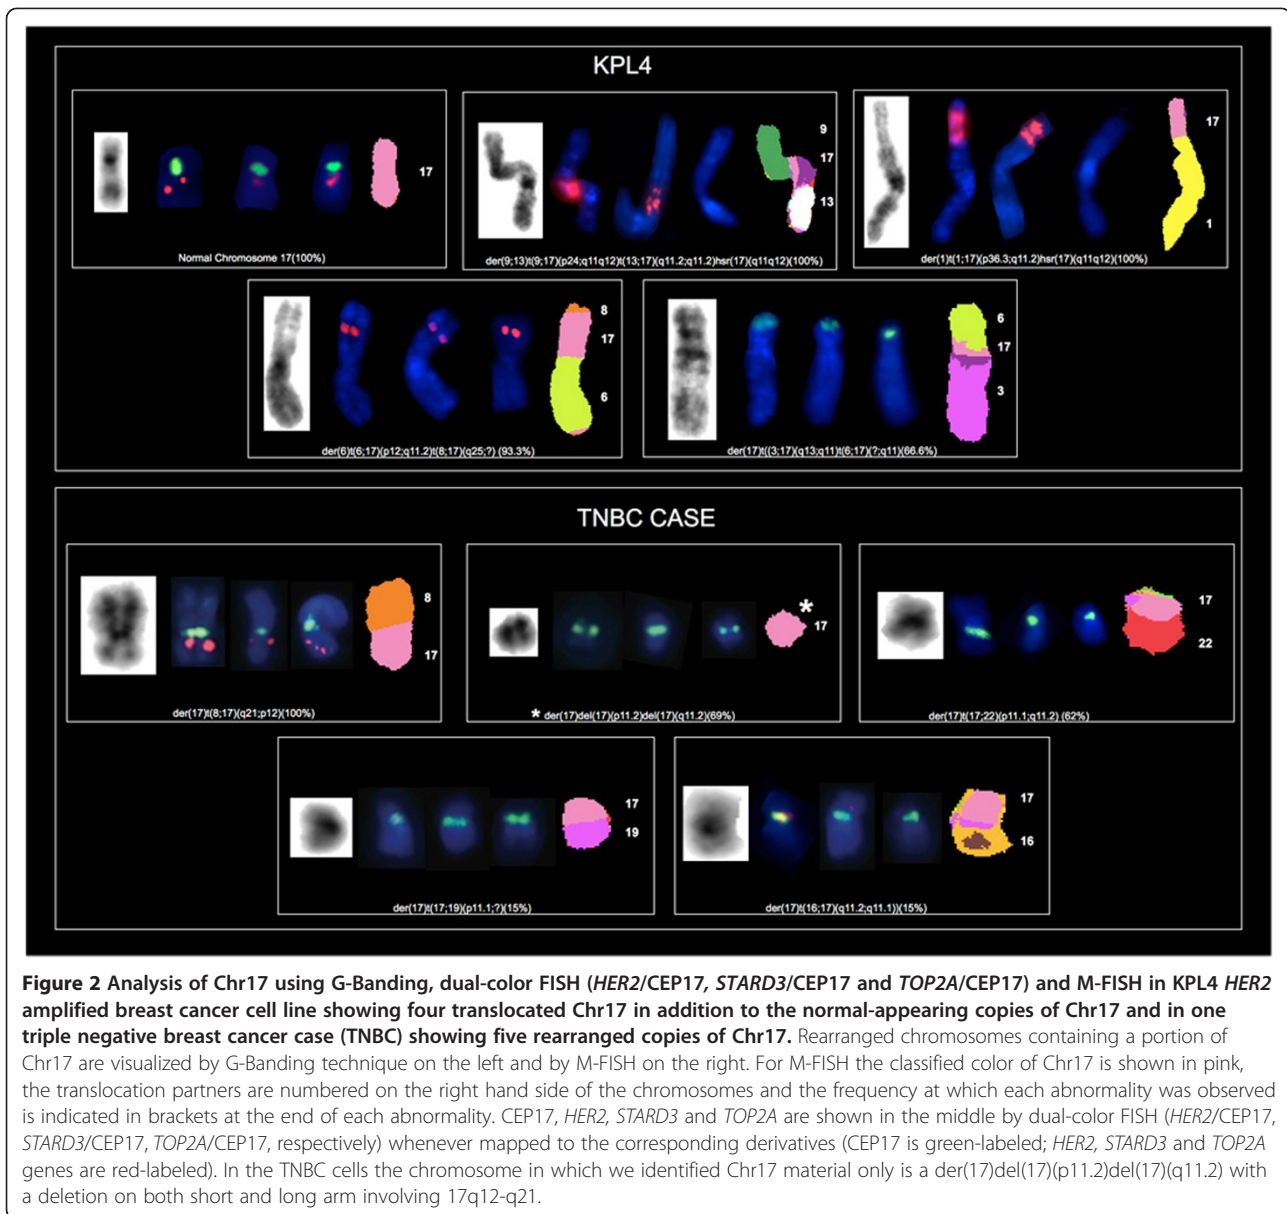 KPL4
17
Normal Chromosome 17(100%)
9
17
13
der(9;13)t(9;17)(p24;q11q12)t(13;17)(q11.2;q11.2)hsr(17)(q11q12)(100%)
17
1
der(1)t(1;17)(p36.3;q11.2)hsr(17)(q11q12)(100%)
8
17
6
der(6)t(6;17)(p12;q11.2)t(8;17)(q25;?) (93.3%)
6
17
3
der(17)t((3;17)(q13;q11)t(6;17)(?;q11)(66.6%)
TNBC CASE
8
17
der(17)t(8;17)(q21;p12)(100%)
*
17
* der(17)del(17)(p11.2)del(17)(q11.2)(69%)
17
22
der(17)t(17;22)(p11.1;q11.2) (62%)
17
19
der(17)t(17;19)(p11.1;?)(15%)
17
16
der(17)t(16;17)(q11.2;q11.1))(15%)
Figure 2 Analysis of Chr17 using G-Banding, dual-color FISH (HER2/CEP17, STARD3/CEP17 and TOP2A/CEP17) and M-FISH in KPL4 HER2
amplified breast cancer cell line showing four translocated Chr17 in addition to the normal-appearing copies of Chr17 and in one
triple negative breast cancer case (TNBC) showing five rearranged copies of Chr17. Rearranged chromosomes containing a portion of
Chr17 are visualized by G-Banding technique on the left and by M-FISH on the right. For M-FISH the classified color of Chr17 is shown in pink,
the translocation partners are numbered on the right hand side of the chromosomes and the frequency at which each abnormality was observed
is indicated in brackets at the end of each abnormality. CEP17, HER2, STARD3 and TOP2A are shown in the middle by dual-color FISH (HER2/CEP17,
STARD3/CEP17, TOP2A/CEP17, respectively) whenever mapped to the corresponding derivatives (CEP17 is green-labeled; HER2, STARD3 and TOP2A
genes are red-labeled). In the TNBC cells the chromosome in which we identified Chr17 material only is a der(17)del(17)(p11.2)del(17)(q11.2) with
a deletion on both short and long arm involving 17q12-q21.